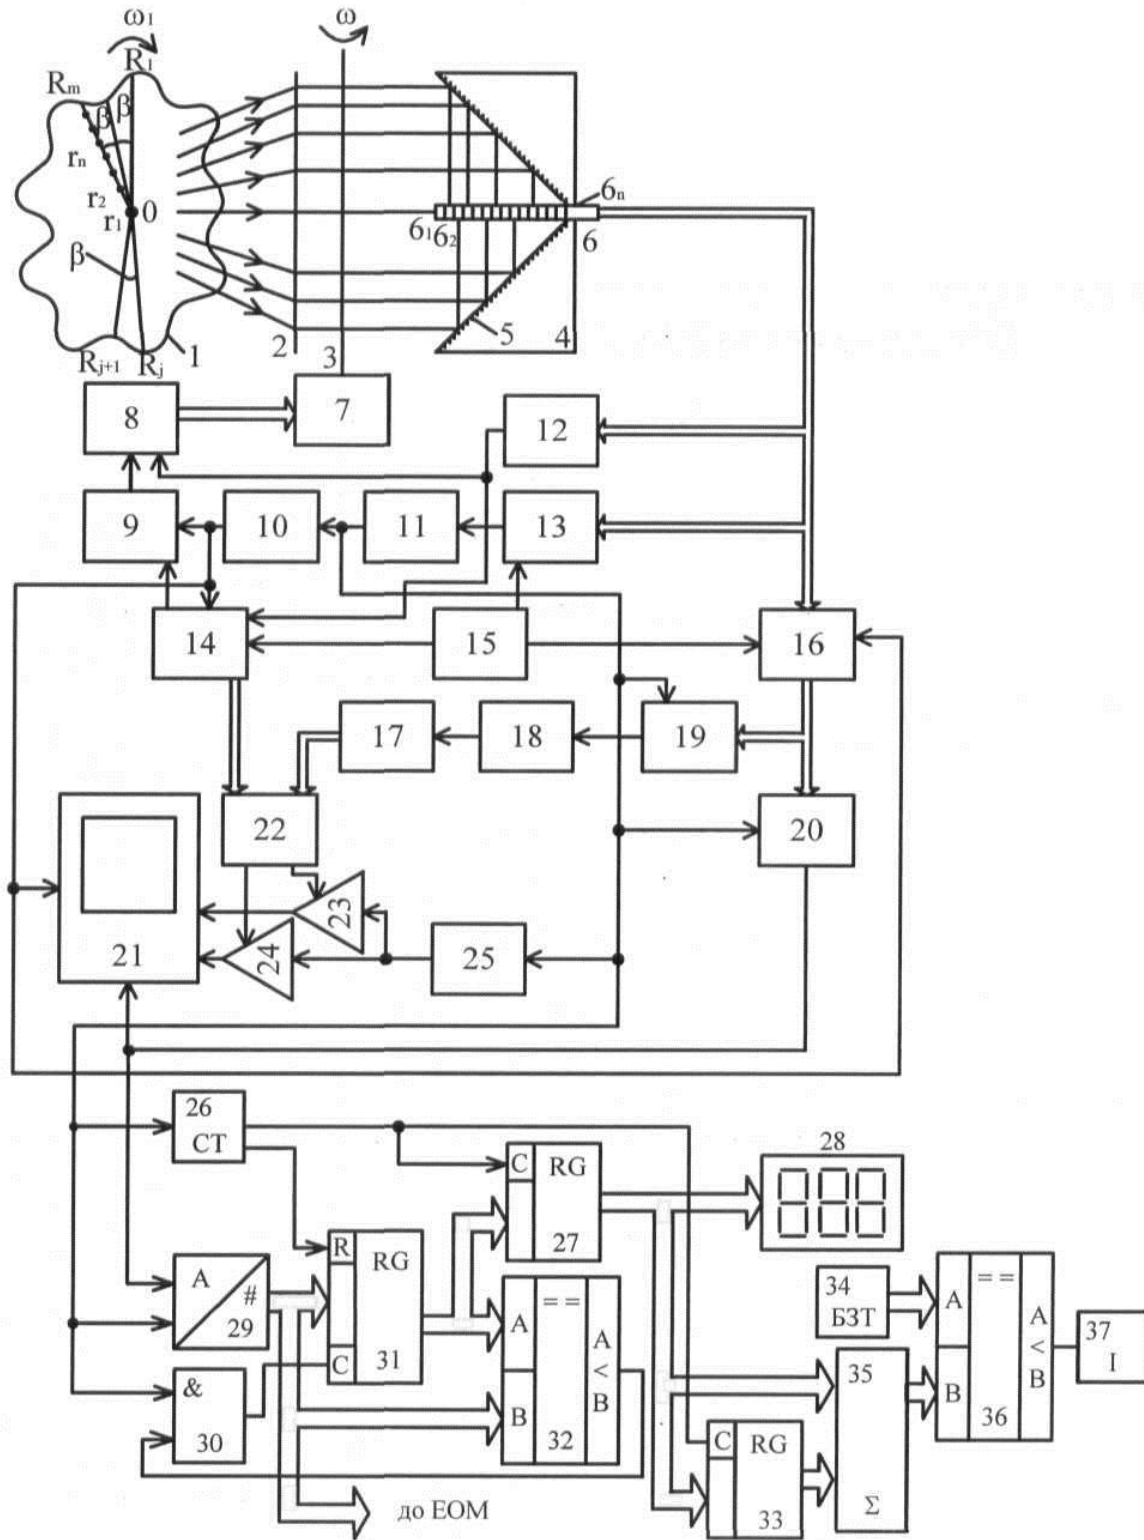 ω₁
ω
R₁
Rₘ
β
β
rₙ
r₂
r₁
0
β
Rⱼ₊₁
Rⱼ
1
2
3
6₁
6₂
6ₙ
6
5
4
8
7
12
9
10
11
13
14
15
16
17
18
19
22
20
21
23
24
25
26
CT
C
RG
27
28
A
#
29
R
RG
C
31
&
30
A
B
= =
32
A
<
B
до ЕОМ
C
RG
33
34
БЗТ
35
Σ
A
B
= =
36
A
<
B
37
I